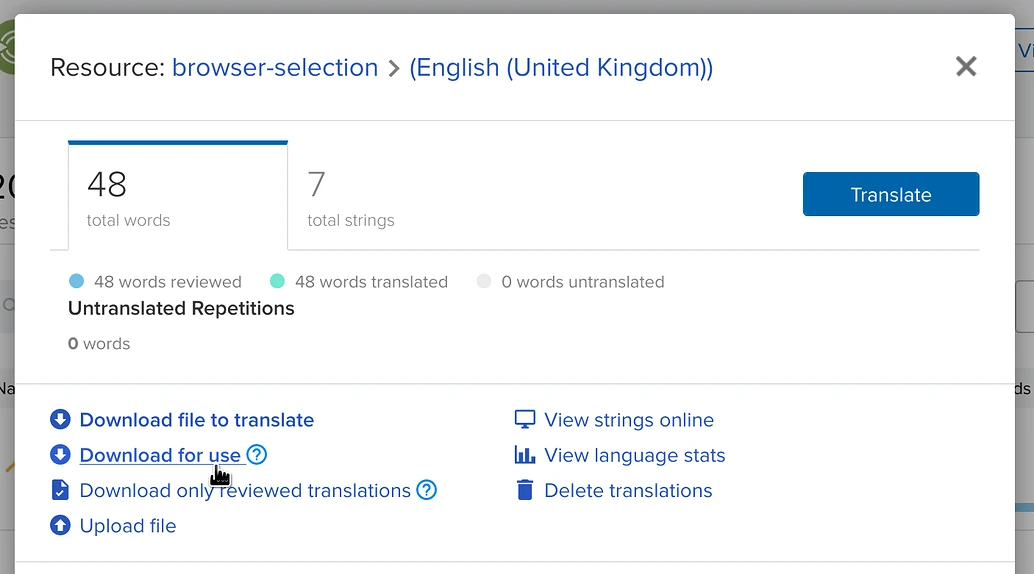 Resource: browser-selection > (English (United Kingdom))
48
total words
7
total strings
Translate
48 words reviewed
48 words translated
0 words untranslated
Untranslated Repetitions
0 words
Download file to translate
Download for use ?
Download only reviewed translations ?
Upload file
View strings online
View language stats
Delete translations